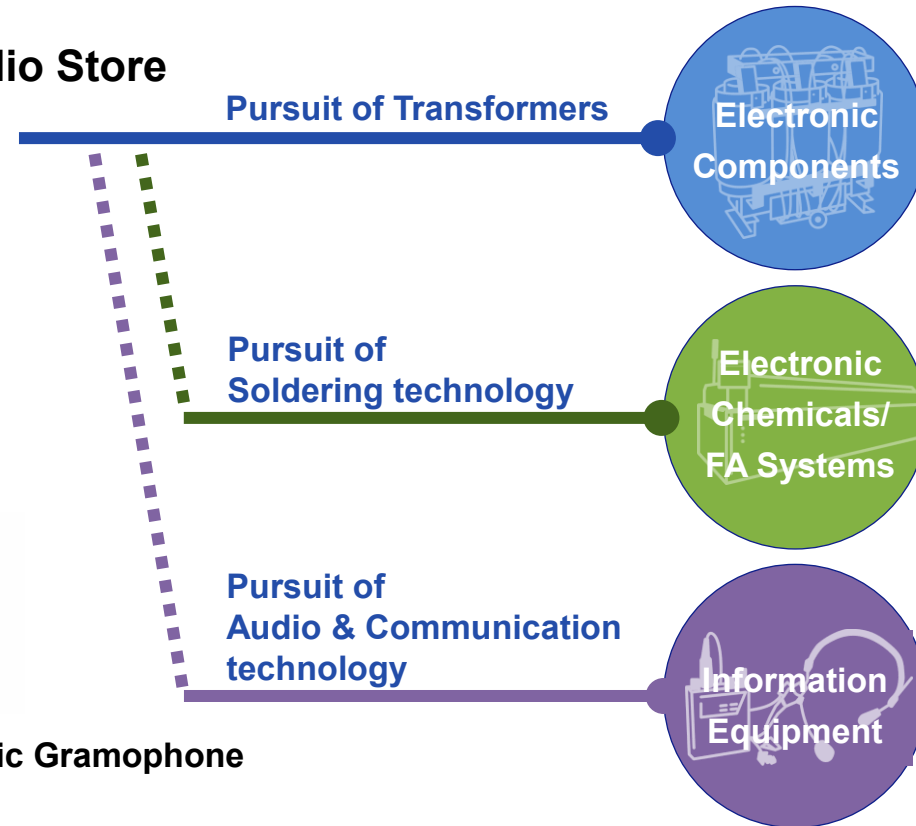 dio Store
Pursuit of Transformers
Electronic
Components
Pursuit of
Soldering technology
Electronic
Chemicals/
FA Systems
Pursuit of
Audio & Communication
technology
Information
Equipment
ic Gramophone